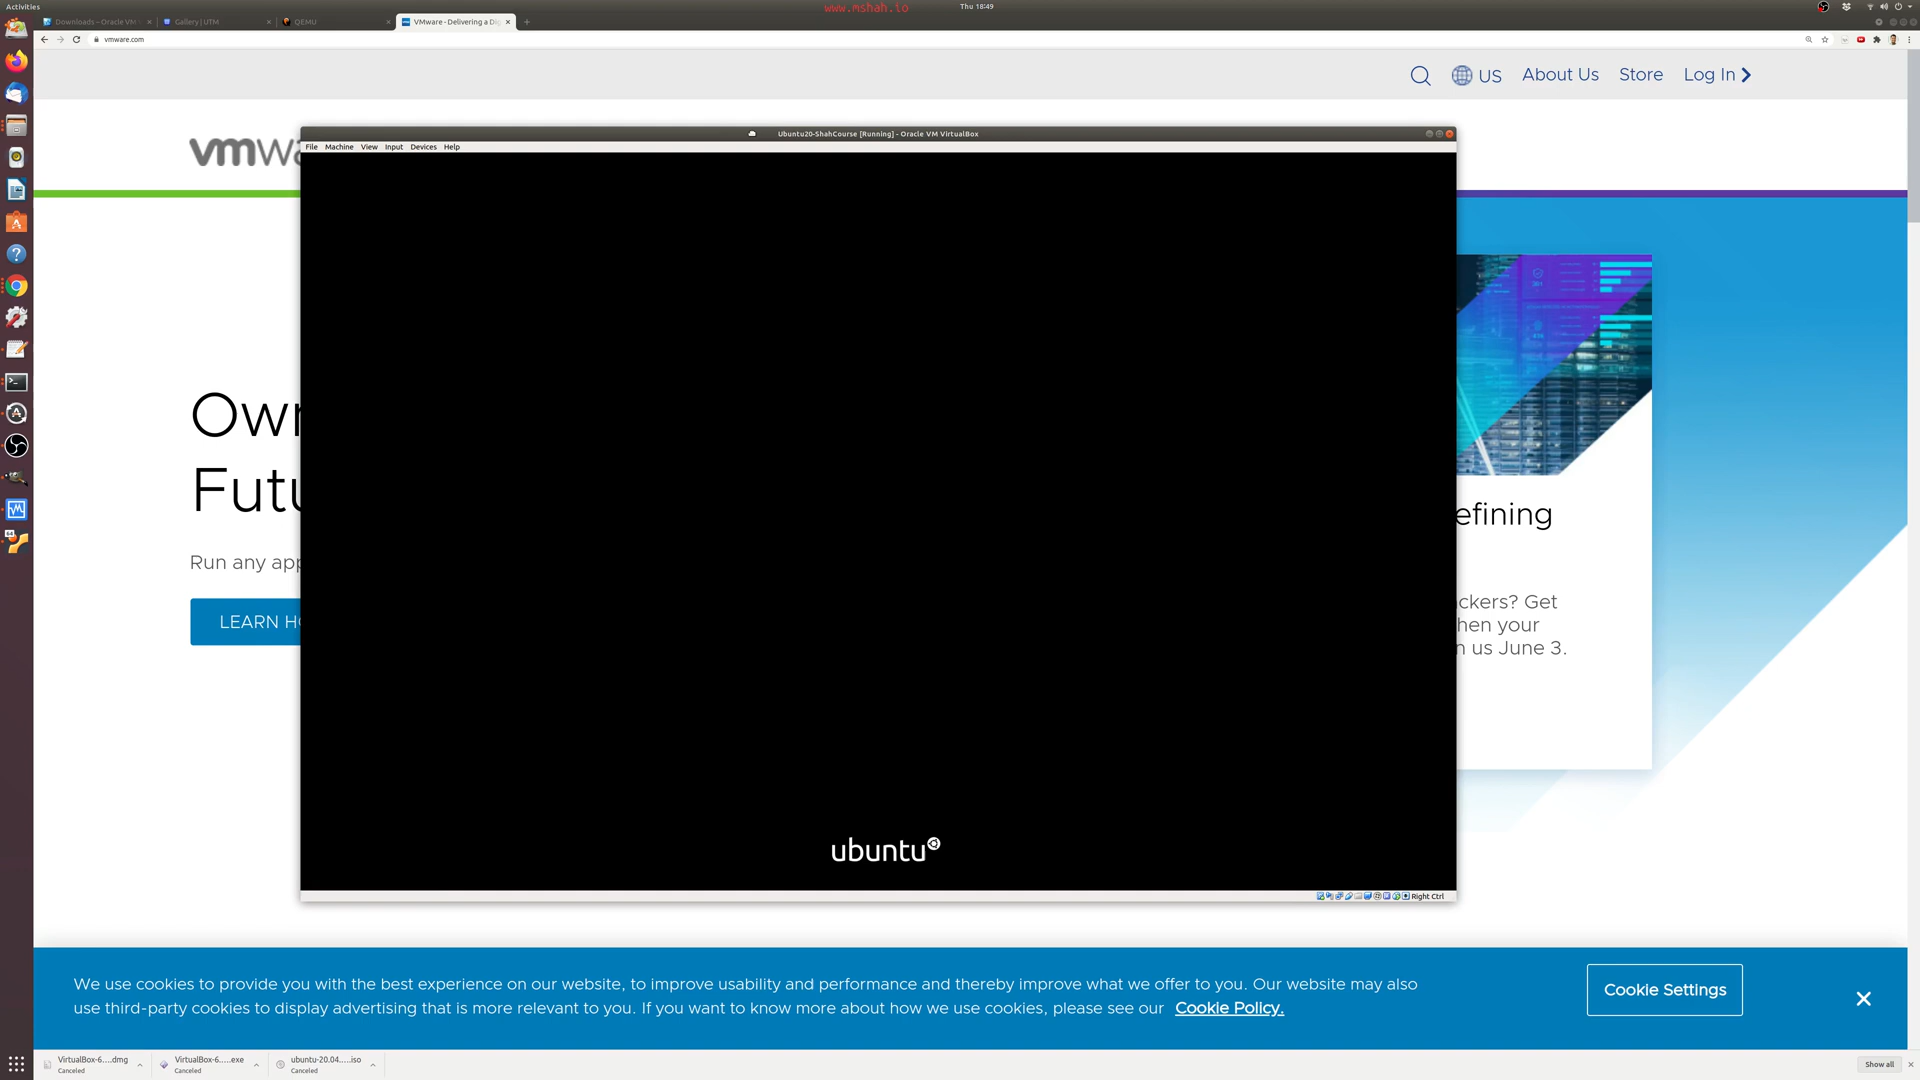 Activities
www.mshah.io
Thu 18:49
Downloads – Oracle VM
Gallery | UTM
QEMU
VMware - Delivering a Di
vmware.com
US
About Us
Store
Log In
vmw
Ubuntu20-ShahCourse [Running] - Oracle VM VirtualBox
File Machine View Input Devices Help
Own
Futu
Run any app
LEARN HO
efining
ckers? Get
hen your
n us June 3.
ubuntu
Right Ctrl
We use cookies to provide you with the best experience on our website, to improve usability and performance and thereby improve what we offer to you. Our website may also
use third-party cookies to display advertising that is more relevant to you. If you want to know more about how we use cookies, please see our Cookie Policy.
Cookie Settings
VirtualBox-6....dmg
Canceled
VirtualBox-6.....exe
Canceled
ubuntu-20.04.....iso
Canceled
Show all